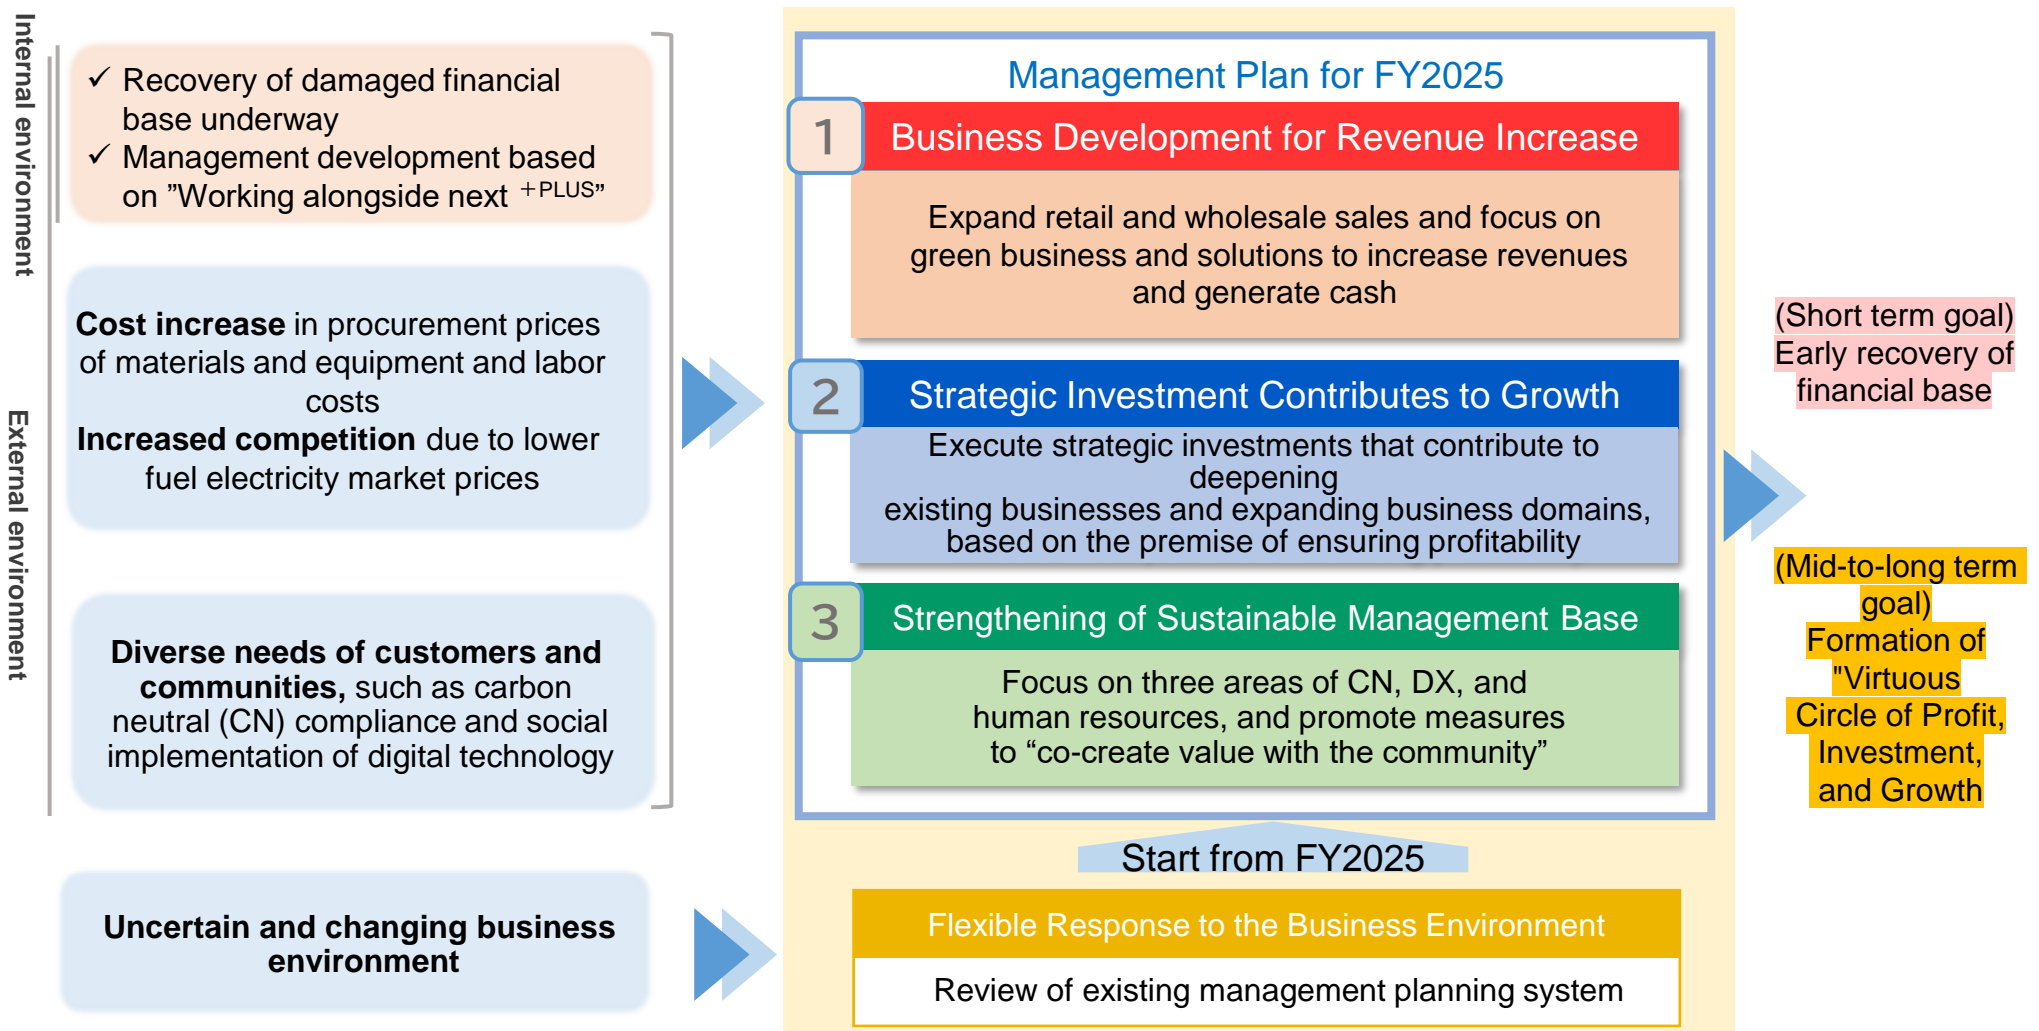 Internal environment
✓ Recovery of damaged financial
base underway
✓ Management development based
on ”Working alongside next ＋PLUS”
External environment
Cost increase in procurement prices
of materials and equipment and labor
costs
Increased competition due to lower
fuel electricity market prices
Diverse needs of customers and
communities, such as carbon
neutral (CN) compliance and social
implementation of digital technology
Uncertain and changing business
environment
Management Plan for FY2025
1
Business Development for Revenue Increase
Expand retail and wholesale sales and focus on
green business and solutions to increase revenues
and generate cash
2
Strategic Investment Contributes to Growth
Execute strategic investments that contribute to
deepening
existing businesses and expanding business domains,
based on the premise of ensuring profitability
3
Strengthening of Sustainable Management Base
Focus on three areas of CN, DX, and
human resources, and promote measures
to “co-create value with the community”
Start from FY2025
Flexible Response to the Business Environment
Review of existing management planning system
(Short term goal)
Early recovery of
financial base
(Mid-to-long term
goal)
Formation of
"Virtuous
Circle of Profit,
Investment,
and Growth